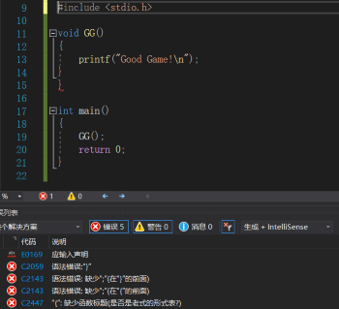 9 #include <stdio.h>
10
11 void GG()
12 {
13 printf("Good Game!\n");
14 }
15 }
16
17 int main()
18 {
19 GG();
20 return 0;
21 }
22
% 1 0
误列表
个解决方案 错误 5 警告 0 消息 0 生成 + IntelliSense
代码 说明
E0169 应输入声明
C2059 语法错误:"}"
C2143 语法错误: 缺少";"(在"}"的前面)
C2143 语法错误: 缺少";"(在"{"的前面)
C2447 "{": 缺少函数标题(是否是老式的形式表?)